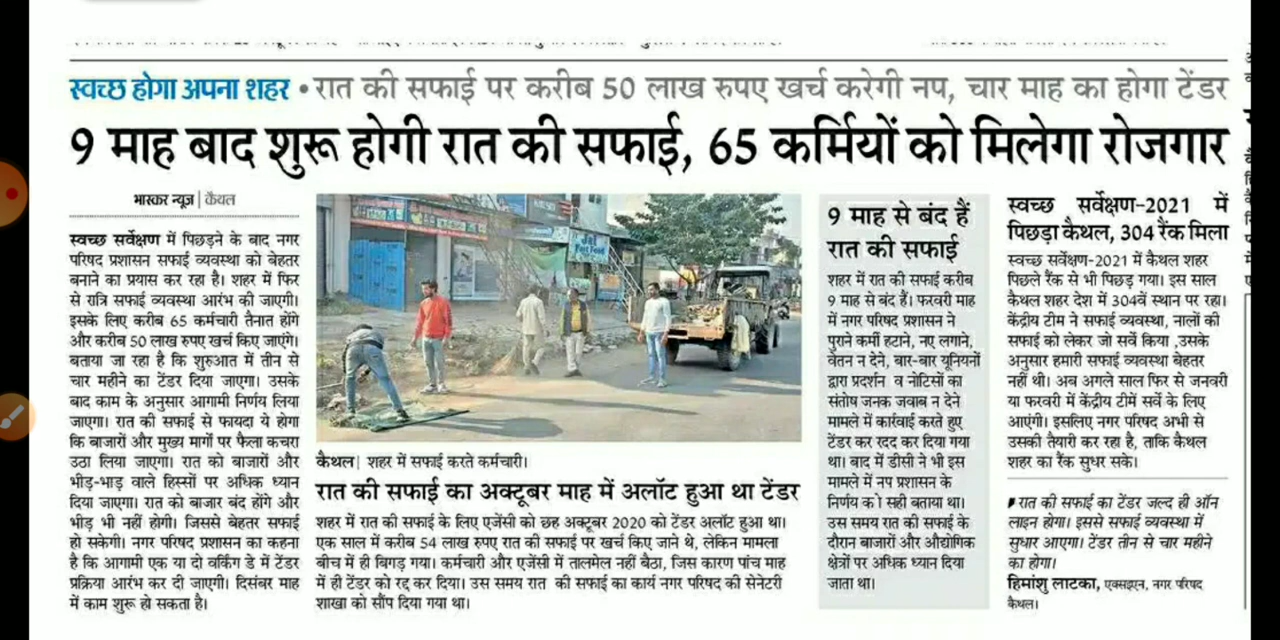 स्वच्छ होगा अपना शहर • रात की सफाई पर करीब 50 लाख रुपए खर्च करेगी नप, चार माह का होगा टेंडर
9 माह बाद शुरू होगी रात की सफाई, 65 कर्मियों को मिलेगा रोजगार
भास्कर न्यूज | कैथल
स्वच्छ सर्वेक्षण में पिछड़ने के बाद नगर
परिषद प्रशासन सफाई व्यवस्था को बेहतर
बनाने का प्रयास कर रहा है। शहर में फिर
से रात्रि सफाई व्यवस्था आरंभ की जाएगी।
इसके लिए करीब 65 कर्मचारी तैनात होंगे
और करीब 50 लाख रुपए खर्च किए जाएंगे।
बताया जा रहा है कि शुरुआत में तीन से
चार महीने का टेंडर दिया जाएगा। उसके
बाद काम के अनुसार आगामी निर्णय लिया
जाएगा। रात की सफाई से फायदा ये होगा
कि बाजारों और मुख्य मार्गों पर फैला कचरा
उठा लिया जाएगा। रात को बाजारों और
भीड़-भाड़ वाले हिस्सों पर अधिक ध्यान
दिया जाएगा। रात को बाजार बंद होंगे और
भीड़ भी नहीं होगी। जिससे बेहतर सफाई
हो सकेगी। नगर परिषद प्रशासन का कहना
है कि आगामी एक या दो वर्किंग डे में टेंडर
प्रक्रिया आरंभ कर दी जाएगी। दिसंबर माह
में काम शुरू हो सकता है।
Jai
Fast Food
कैथल | शहर में सफाई करते कर्मचारी।
रात की सफाई का अक्टूबर माह में अलॉट हुआ था टेंडर
शहर में रात की सफाई के लिए एजेंसी को छह अक्टूबर 2020 को टेंडर अलॉट हुआ था।
एक साल में करीब 54 लाख रुपए रात की सफाई पर खर्च किए जाने थे, लेकिन मामला
बीच में ही बिगड़ गया। कर्मचारी और एजेंसी में तालमेल नहीं बैठा, जिस कारण पांच माह
में ही टेंडर को रद्द कर दिया। उस समय रात की सफाई का कार्य नगर परिषद की सेनेटरी
शाखा को सौंप दिया गया था।
9 माह से बंद हैं
रात की सफाई
शहर में रात की सफाई करीब
9 माह से बंद हैं। फरवरी माह
में नगर परिषद प्रशासन ने
पुराने कर्मी हटाने, नए लगाने,
वेतन न देने, बार-बार यूनियनों
द्वारा प्रदर्शन व नोटिसों का
संतोष जनक जवाब न देने
मामले में कार्रवाई करते हुए
टेंडर कर रदद कर दिया गया
था। बाद में डीसी ने भी इस
मामले में नप प्रशासन के
निर्णय को सही बताया था।
उस समय रात की सफाई के
दौरान बाजारों और औद्योगिक
क्षेत्रों पर अधिक ध्यान दिया
जाता था।
स्वच्छ सर्वेक्षण-2021 में
पिछड़ा कैथल, 304 रैंक मिला
स्वच्छ सर्वेक्षण-2021 में कैथल शहर
पिछले रैंक से भी पिछड़ गया। इस साल
कैथल शहर देश में 304वें स्थान पर रहा।
केंद्रीय टीम ने सफाई व्यवस्था, नालों की
सफाई को लेकर जो सर्वे किया ,उसके
अनुसार हमारी सफाई व्यवस्था बेहतर
नहीं थी। अब अगले साल फिर से जनवरी
या फरवरी में केंद्रीय टीमें सर्वे के लिए
आएंगी। इसलिए नगर परिषद अभी से
उसकी तैयारी कर रहा है, ताकि कैथल
शहर का रैंक सुधर सके।
रात की सफाई का टेंडर जल्द ही ऑन
लाइन होगा। इससे सफाई व्यवस्था में
सुधार आएगा। टेंडर तीन से चार महीने
का होगा।
हिमांशु लाटका, एक्सइएन, नगर परिषद
कैथल।